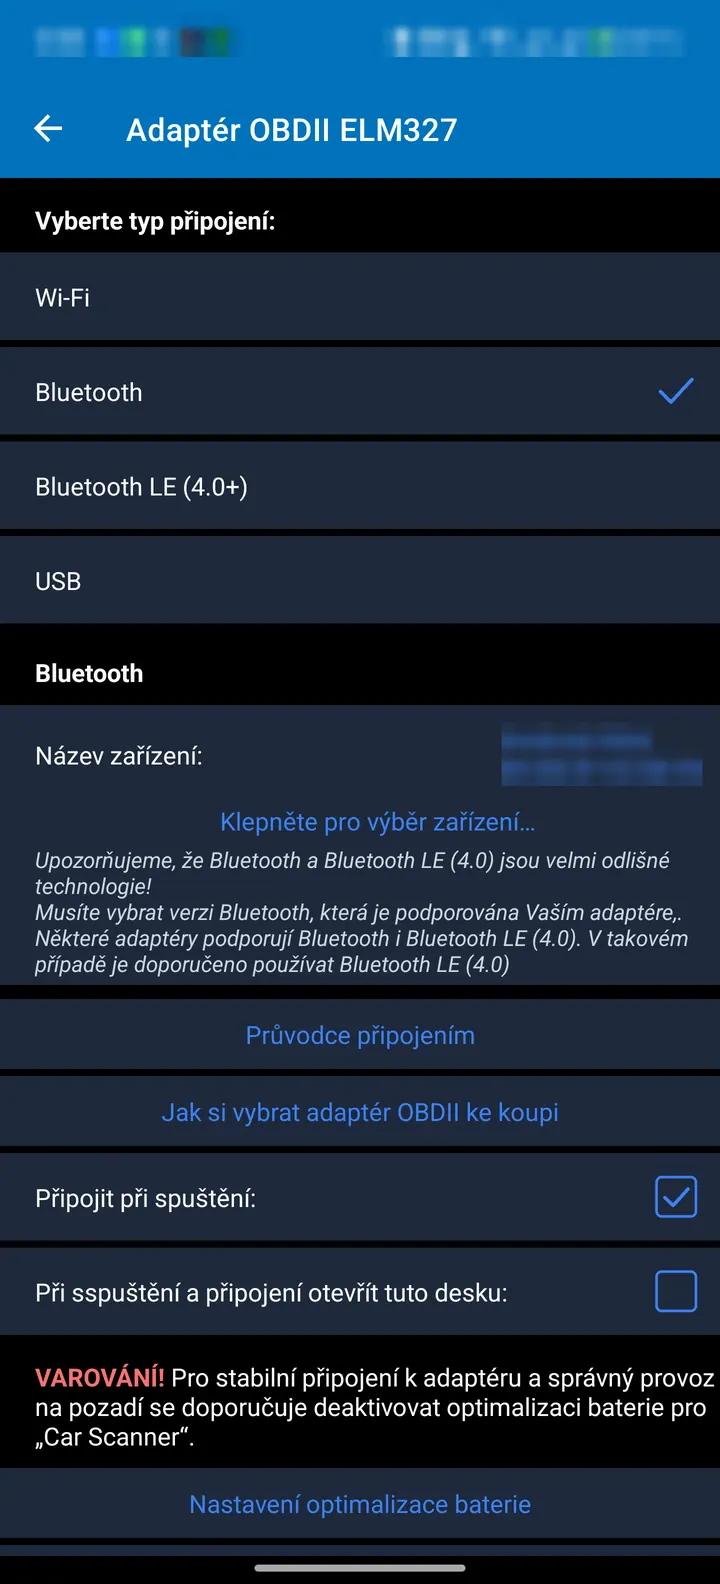 Adaptér OBDII ELM327
Vyberte typ připojení:
Wi-Fi
Bluetooth
Bluetooth LE (4.0+)
USB
Bluetooth
Název zařízení:
Klepněte pro výběr zařízení...
Upozorňujeme, že Bluetooth a Bluetooth LE (4.0) jsou velmi odlišné
technologie!
Musíte vybrat verzi Bluetooth, která je podporována Vaším adaptére,.
Některé adaptéry podporují Bluetooth i Bluetooth LE (4.0). V takovém
případě je doporučeno používat Bluetooth LE (4.0)
Průvodce připojením
Jak si vybrat adaptér OBDII ke koupi
Připojit při spuštění:
Při sspuštění a připojení otevřít tuto desku:
VAROVÁNÍ! Pro stabilní připojení k adaptéru a správný provoz
na pozadí se doporučuje deaktivovat optimalizaci baterie pro
„Car Scanner“.
Nastavení optimalizace baterie